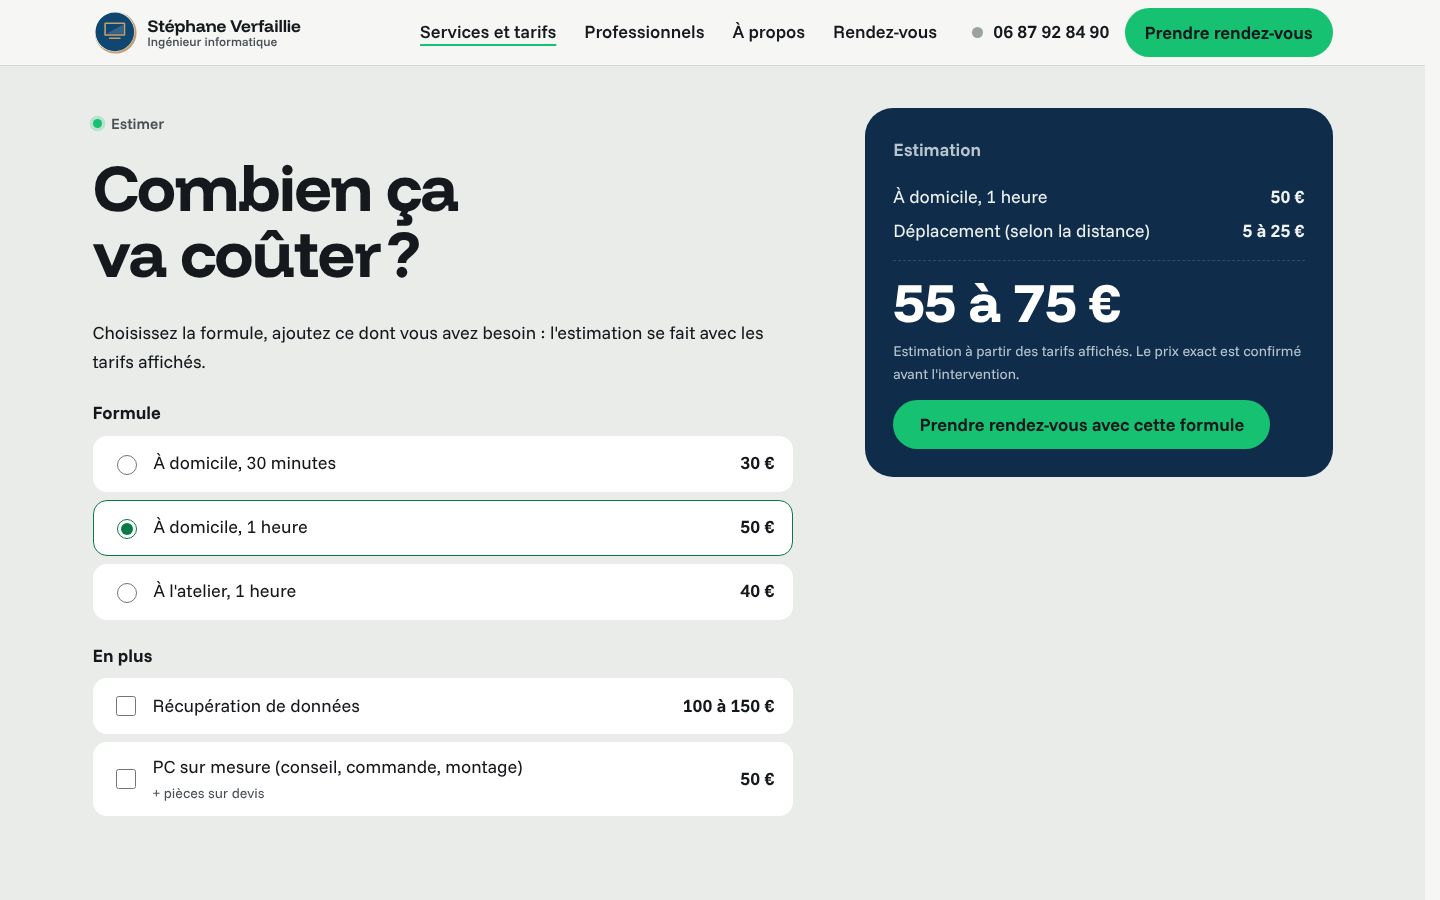 Stéphane Verfaillie
Ingénieur informatique
Services et tarifs
Professionnels
À propos
Rendez-vous
06 87 92 84 90
Prendre rendez-vous
Estimer
Combien ça
va coûter ?
Choisissez la formule, ajoutez ce dont vous avez besoin : l'estimation se fait avec les
tarifs affichés.
Formule
À domicile, 30 minutes 30 €
À domicile, 1 heure 50 €
À l'atelier, 1 heure 40 €
En plus
Récupération de données 100 à 150 €
PC sur mesure (conseil, commande, montage) 50 €
+ pièces sur devis
Estimation
À domicile, 1 heure 50 €
Déplacement (selon la distance) 5 à 25 €
55 à 75 €
Estimation à partir des tarifs affichés. Le prix exact est confirmé
avant l'intervention.
Prendre rendez-vous avec cette formule